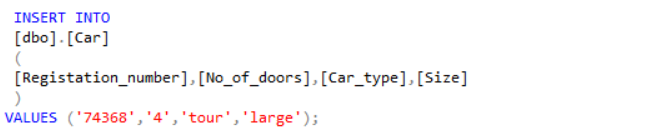 INSERT INTO
[dbo].[Car]
(
[Registation_number],[No_of_doors],[Car_type],[Size]
)
VALUES ('74368','4','tour','large');